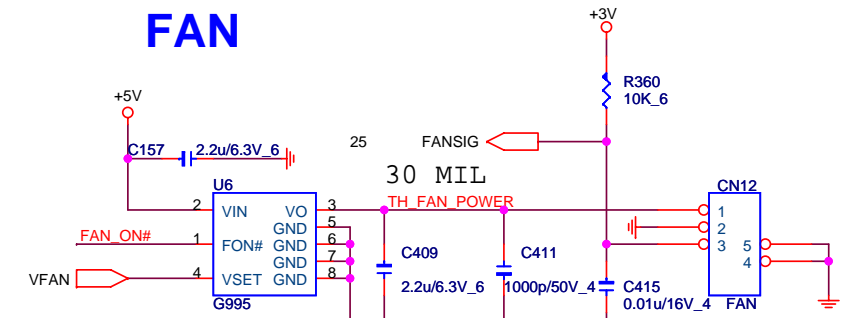 FAN
+3V
R360
10K_6
+5V
C157
2.2u/6.3V_6
25
FANSIG
30 MIL
U6
CN12
TH_FAN_POWER
2
VIN
VO
3
1
GND
5
2
FAN_ON#
1
FON#
GND
6
3
5
GND
7
4
VFAN
4
VSET
GND
8
C409
C411
C415
2.2u/6.3V_6
1000p/50V_4
0.01u/16V_4
G995
FAN